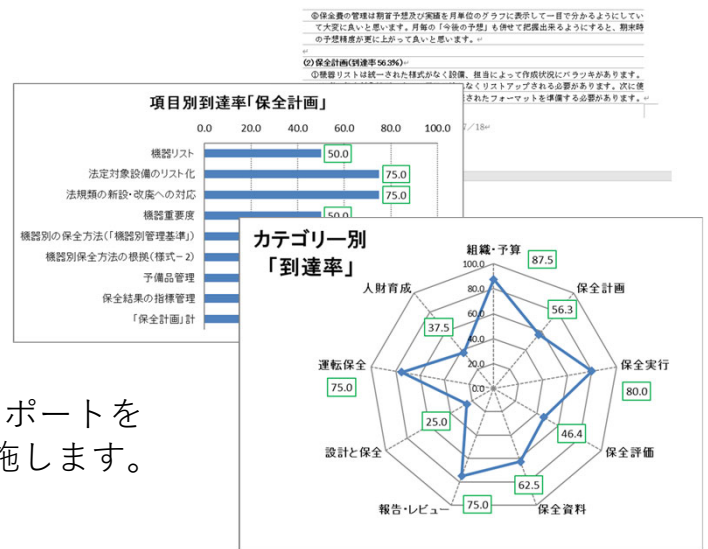 ⑥保全費の管理は期首予想及び実績を月単位のグラフに表示して一目で分かるようにしてい
て大変に良いと思います。月毎の「今後の予想」も併せて把握出来るようにすると、期末時
の予想精度が更に上がって良いと思います。
(2)保全計画(到達率 56.3%)
①機器リストは統一された様式がなく設備、担当によって作成状況にバラツキがあります。
なくリストアップされる必要があります。次に使
されたフォーマットを準備する必要があります。
7/18
項目別到達率「保全計画」
0.0 20.0 40.0 60.0 80.0 100.0
機器リスト 50.0
法定対象設備のリスト化 75.0
法規類の新設・改廃への対応 75.0
機器重要度 50.0
機器別の保全方法(「機器別管理基準」)
機器別保全方法の根拠(様式-2)
予備品管理
保全結果の指標管理
「保全計画」計
カテゴリー別
「到達率」
組織・予算
87.5
100.0
80.0
60.0
40.0
20.0
0.0
保全計画
56.3
保全実行
80.0
保全評価
46.4
保全資料
62.5
報告・レビュー
75.0
設計と保全
25.0
運転保全
75.0
人財育成
37.5
ポートを
施します。